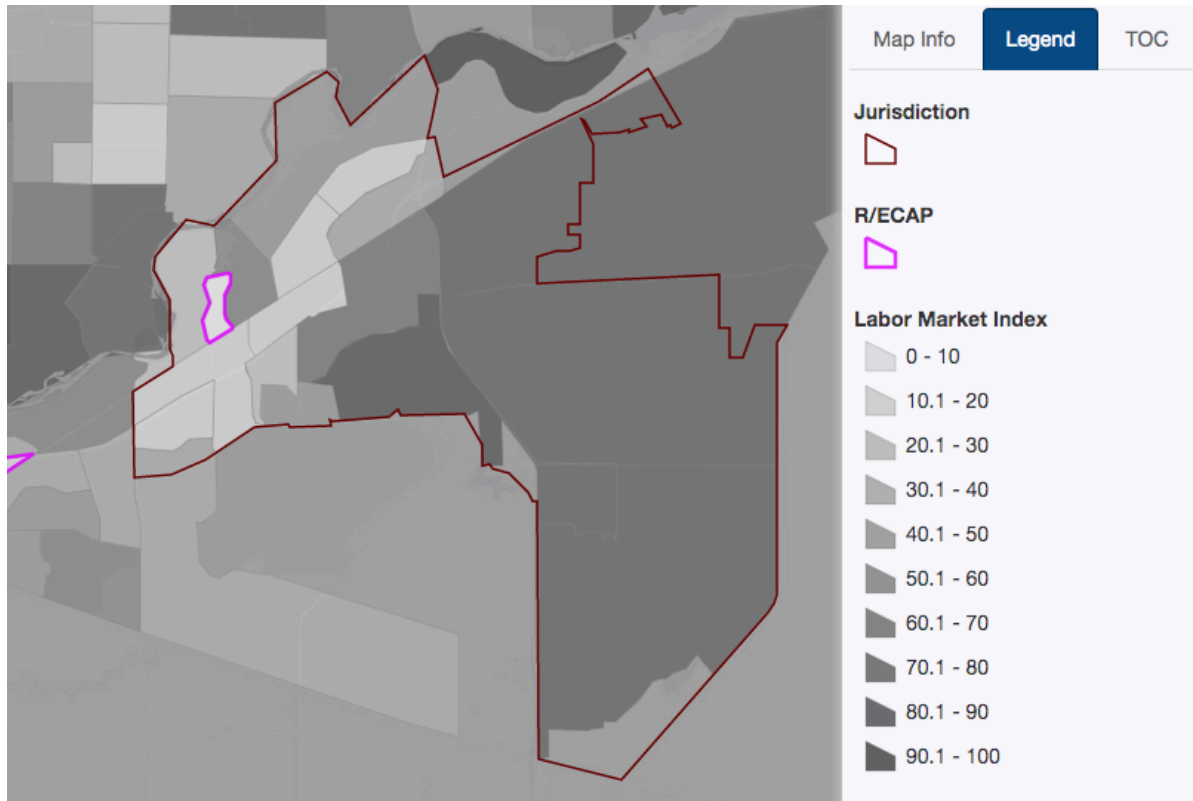 Map Info Legend TOC
Jurisdiction
R/ECAP
Labor Market Index
0 - 10
10.1 - 20
20.1 - 30
30.1 - 40
40.1 - 50
50.1 - 60
60.1 - 70
70.1 - 80
80.1 - 90
90.1 - 100